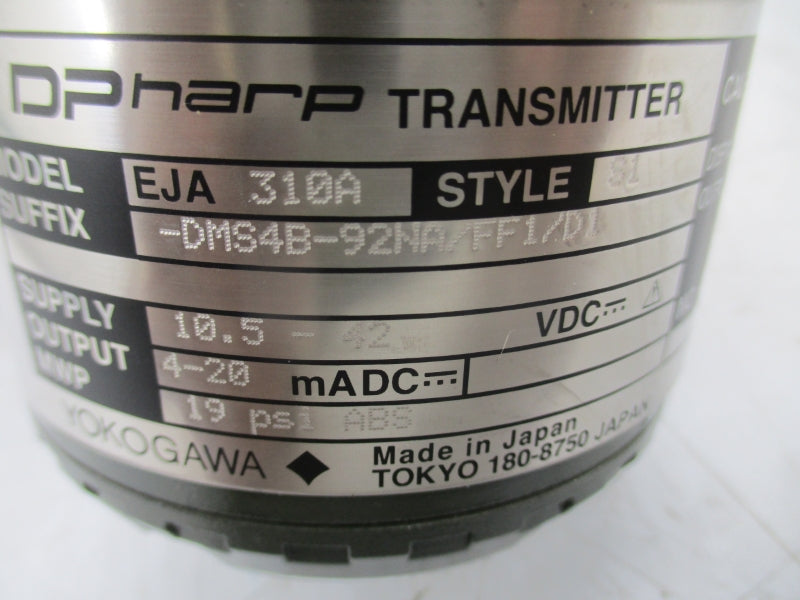 DPharp TRANSMITTER
MODEL EJA 310A STYLE S1
SUFFIX -DMS4B-92NA/FF1/D1
SUPPLY 10.5 - 42 VDC
OUTPUT 4-20 mADC
MWP 19 psi ABS
YOKOGAWA ◆ Made in Japan
TOKYO 180-8750 JAPAN